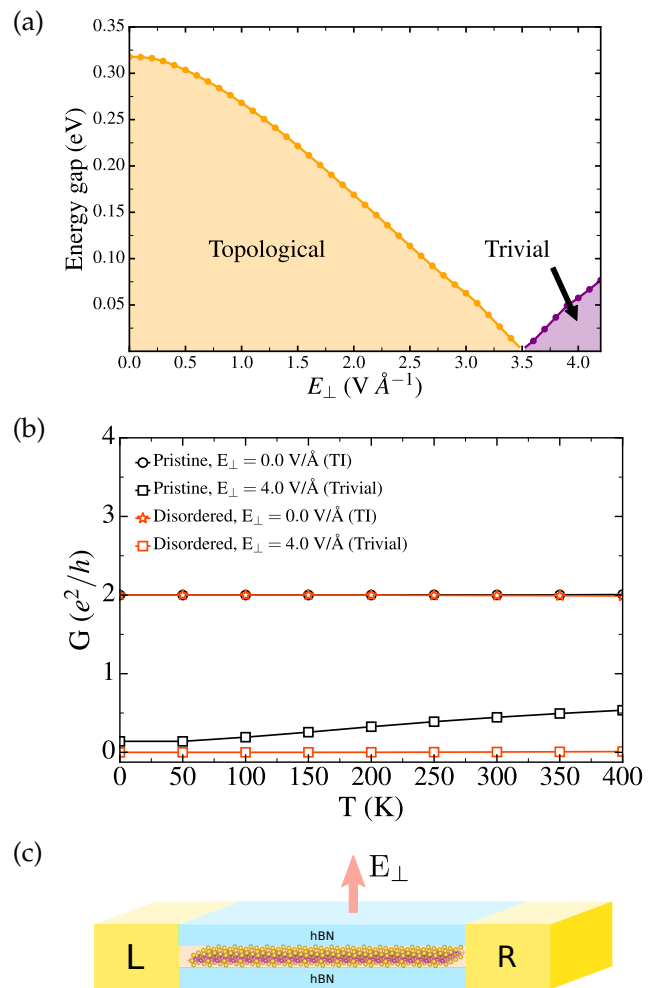 (a)
0.35
0.30
0.25
0.20
0.15
0.10
0.05
Energy gap (eV)
Topological
Trivial
0.0 0.5 1.0 1.5 2.0 2.5 3.0 3.5 4.0
E⊥ (V Å⁻¹)
(b)
4
3
2
1
0
G (e²/h)
Pristine, E⊥ = 0.0 V/Å (TI)
Pristine, E⊥ = 4.0 V/Å (Trivial)
Disordered, E⊥ = 0.0 V/Å (TI)
Disordered, E⊥ = 4.0 V/Å (Trivial)
0 50 100 150 200 250 300 350 400
T (K)
(c)
E⊥
hBN
L
R
hBN